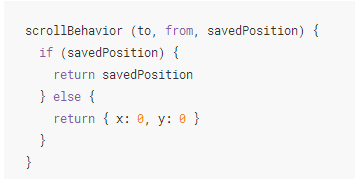 scrollBehavior (to, from, savedPosition) {
  if (savedPosition) {
    return savedPosition
  } else {
    return { x: 0, y: 0 }
  }
}